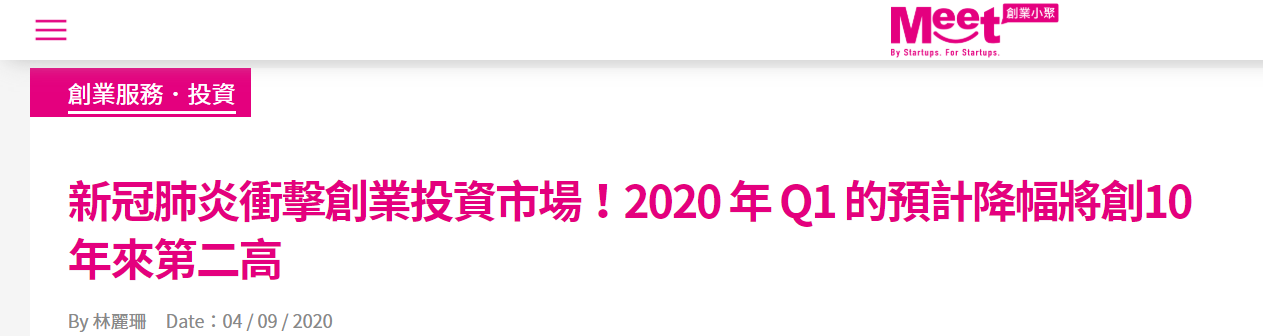 Meet 創業小聚
By Startups. For Startups.
創業服務．投資
新冠肺炎衝擊創業投資市場！2020 年 Q1 的預計降幅將創10
年來第二高
By 林麗珊 Date：04 / 09 / 2020